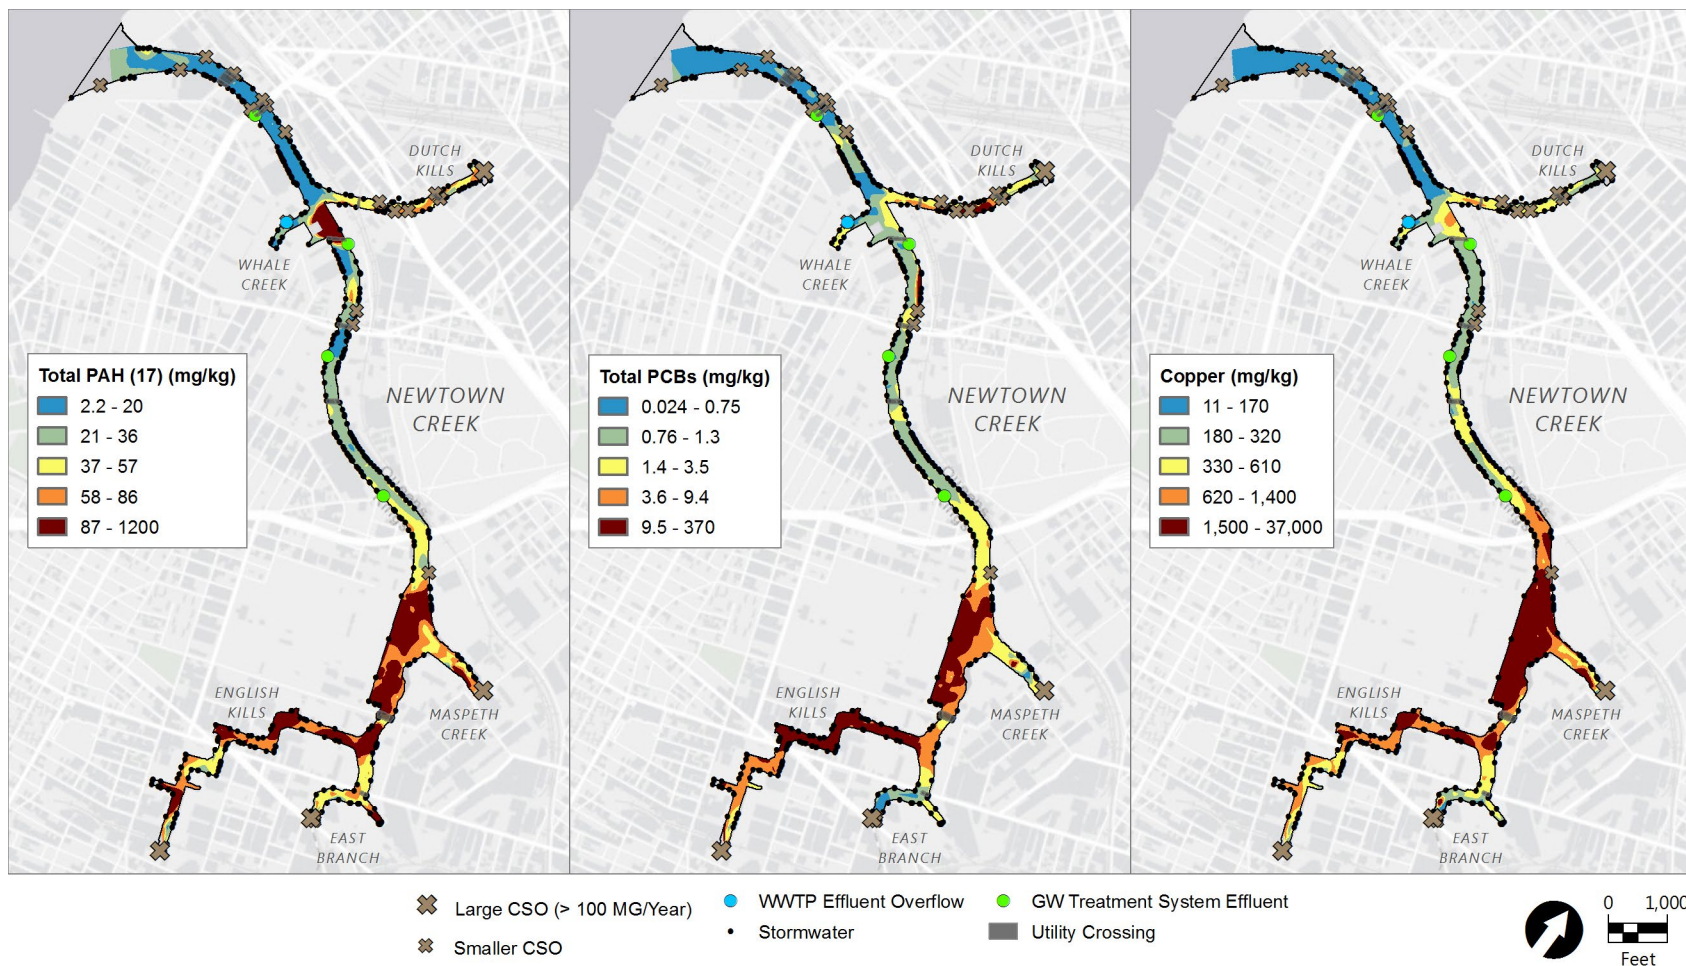 DUTCH
KILLS
WHALE
CREEK
Total PAH (17) (mg/kg)
2.2 - 20
21 - 36
37 - 57
58 - 86
87 - 1200
NEWTOWN
CREEK
ENGLISH
KILLS
MASPETH
CREEK
EAST
BRANCH
DUTCH
KILLS
WHALE
CREEK
Total PCBs (mg/kg)
0.024 - 0.75
0.76 - 1.3
1.4 - 3.5
3.6 - 9.4
9.5 - 370
NEWTOWN
CREEK
ENGLISH
KILLS
MASPETH
CREEK
EAST
BRANCH
DUTCH
KILLS
WHALE
CREEK
Copper (mg/kg)
11 - 170
180 - 320
330 - 610
620 - 1,400
1,500 - 37,000
NEWTOWN
CREEK
ENGLISH
KILLS
MASPETH
CREEK
EAST
BRANCH
Large CSO (> 100 MG/Year)
Smaller CSO
WWTP Effluent Overflow
Stormwater
GW Treatment System Effluent
Utility Crossing
0 1,000
Feet